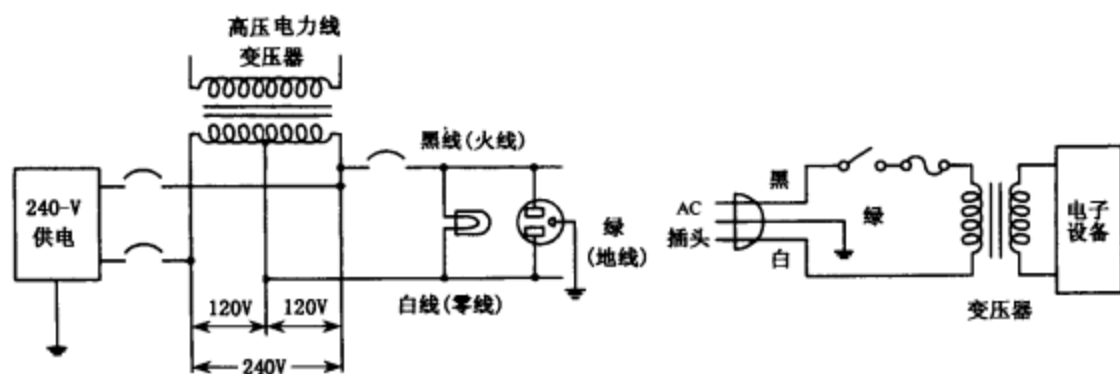 高压电力线
变压器
黑线(火线)
240-V
供电
绿
(地线)
白线(零线)
120V
120V
240V
黑
AC
绿
插头
白
电子
设备
变压器